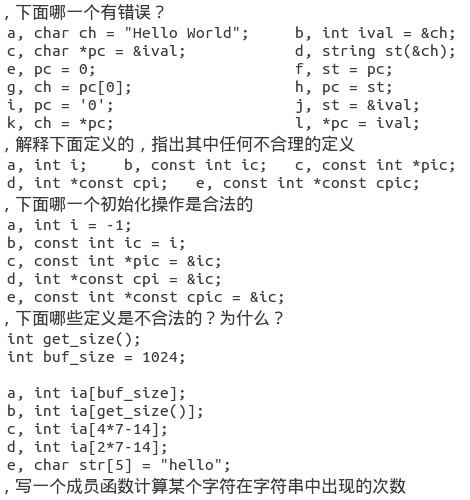 , 下面哪一个有错误？
a, char ch = "Hello World";     b, int ival = &ch;
c, char *pc = &ival;            d, string st(&ch);
e, pc = 0;                      f, st = pc;
g, ch = pc[0];                  h, pc = st;
i, pc = '0';                    j, st = &ival;
k, ch = *pc;                    l, *pc = ival;
, 解释下面定义的，指出其中任何不合理的定义
a, int i;    b, const int ic;   c, const int *pic;
d, int *const cpi;   e, const int *const cpic;
, 下面哪一个初始化操作是合法的
a, int i = -1;
b, const int ic = i;
c, const int *pic = &ic;
d, int *const cpi = &ic;
e, const int *const cpic = &ic;
, 下面哪些定义是不合法的？为什么？
int get_size();
int buf_size = 1024;
a, int ia[buf_size];
b, int ia[get_size()];
c, int ia[4*7-14];
d, int ia[2*7-14];
e, char str[5] = "hello";
, 写一个成员函数计算某个字符在字符串中出现的次数